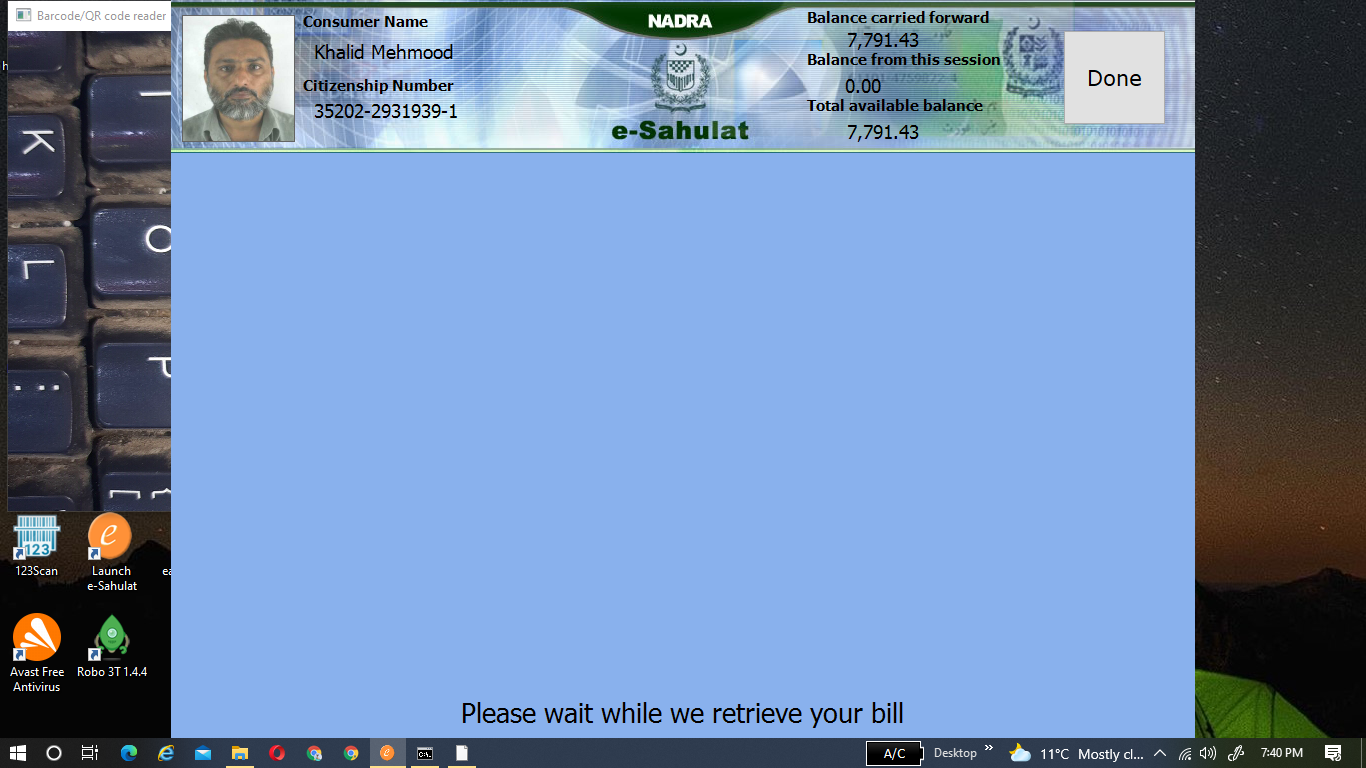 Barcode/QR code reader
K
L
O
P
Consumer Name
Khalid Mehmood
Citizenship Number
35202-2931939-1
NADRA
e-Sahulat
Balance carried forward
7,791.43
Balance from this session
0.00
Total available balance
7,791.43
Done
123
123Scan
e
Launch
e-Sahulat
ea
Avast Free
Antivirus
Robo 3T 1.4.4
Please wait while we retrieve your bill
A/C
Desktop
11°C Mostly cl...
7:40 PM